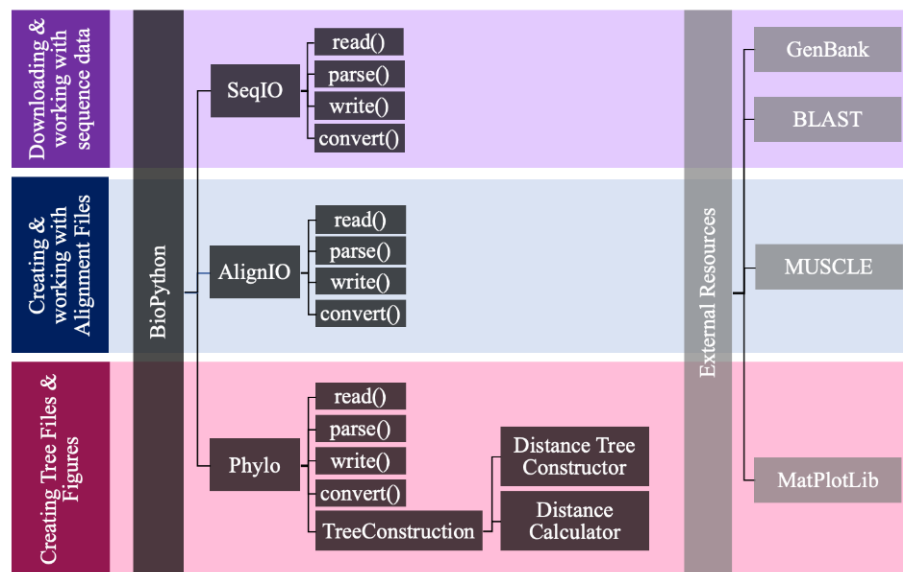 Downloading &
working with
sequence data
Creating &
working with
Alignment Files
Creating Tree Files &
Figures
BioPython
SeqIO
read()
parse()
write()
convert()
AlignIO
read()
parse()
write()
convert()
Phylo
read()
parse()
write()
convert()
TreeConstruction
Distance Tree
Constructor
Distance
Calculator
External Resources
GenBank
BLAST
MUSCLE
MatPlotLib